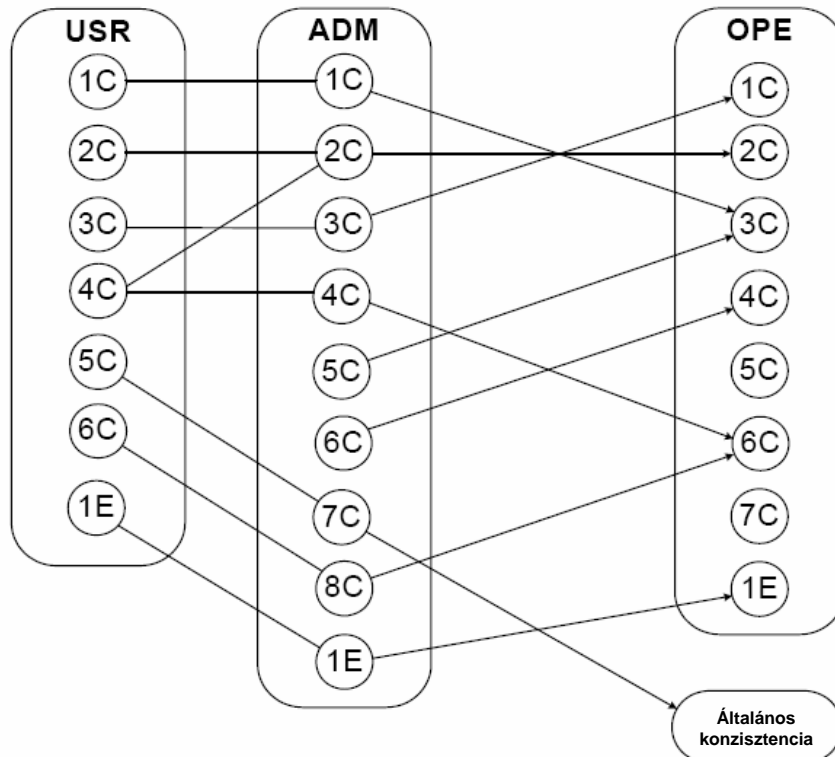 USR
1C
2C
3C
4C
5C
6C
1E
ADM
1C
2C
3C
4C
5C
6C
7C
8C
1E
OPE
1C
2C
3C
4C
5C
6C
7C
1E
Általános
konzisztencia